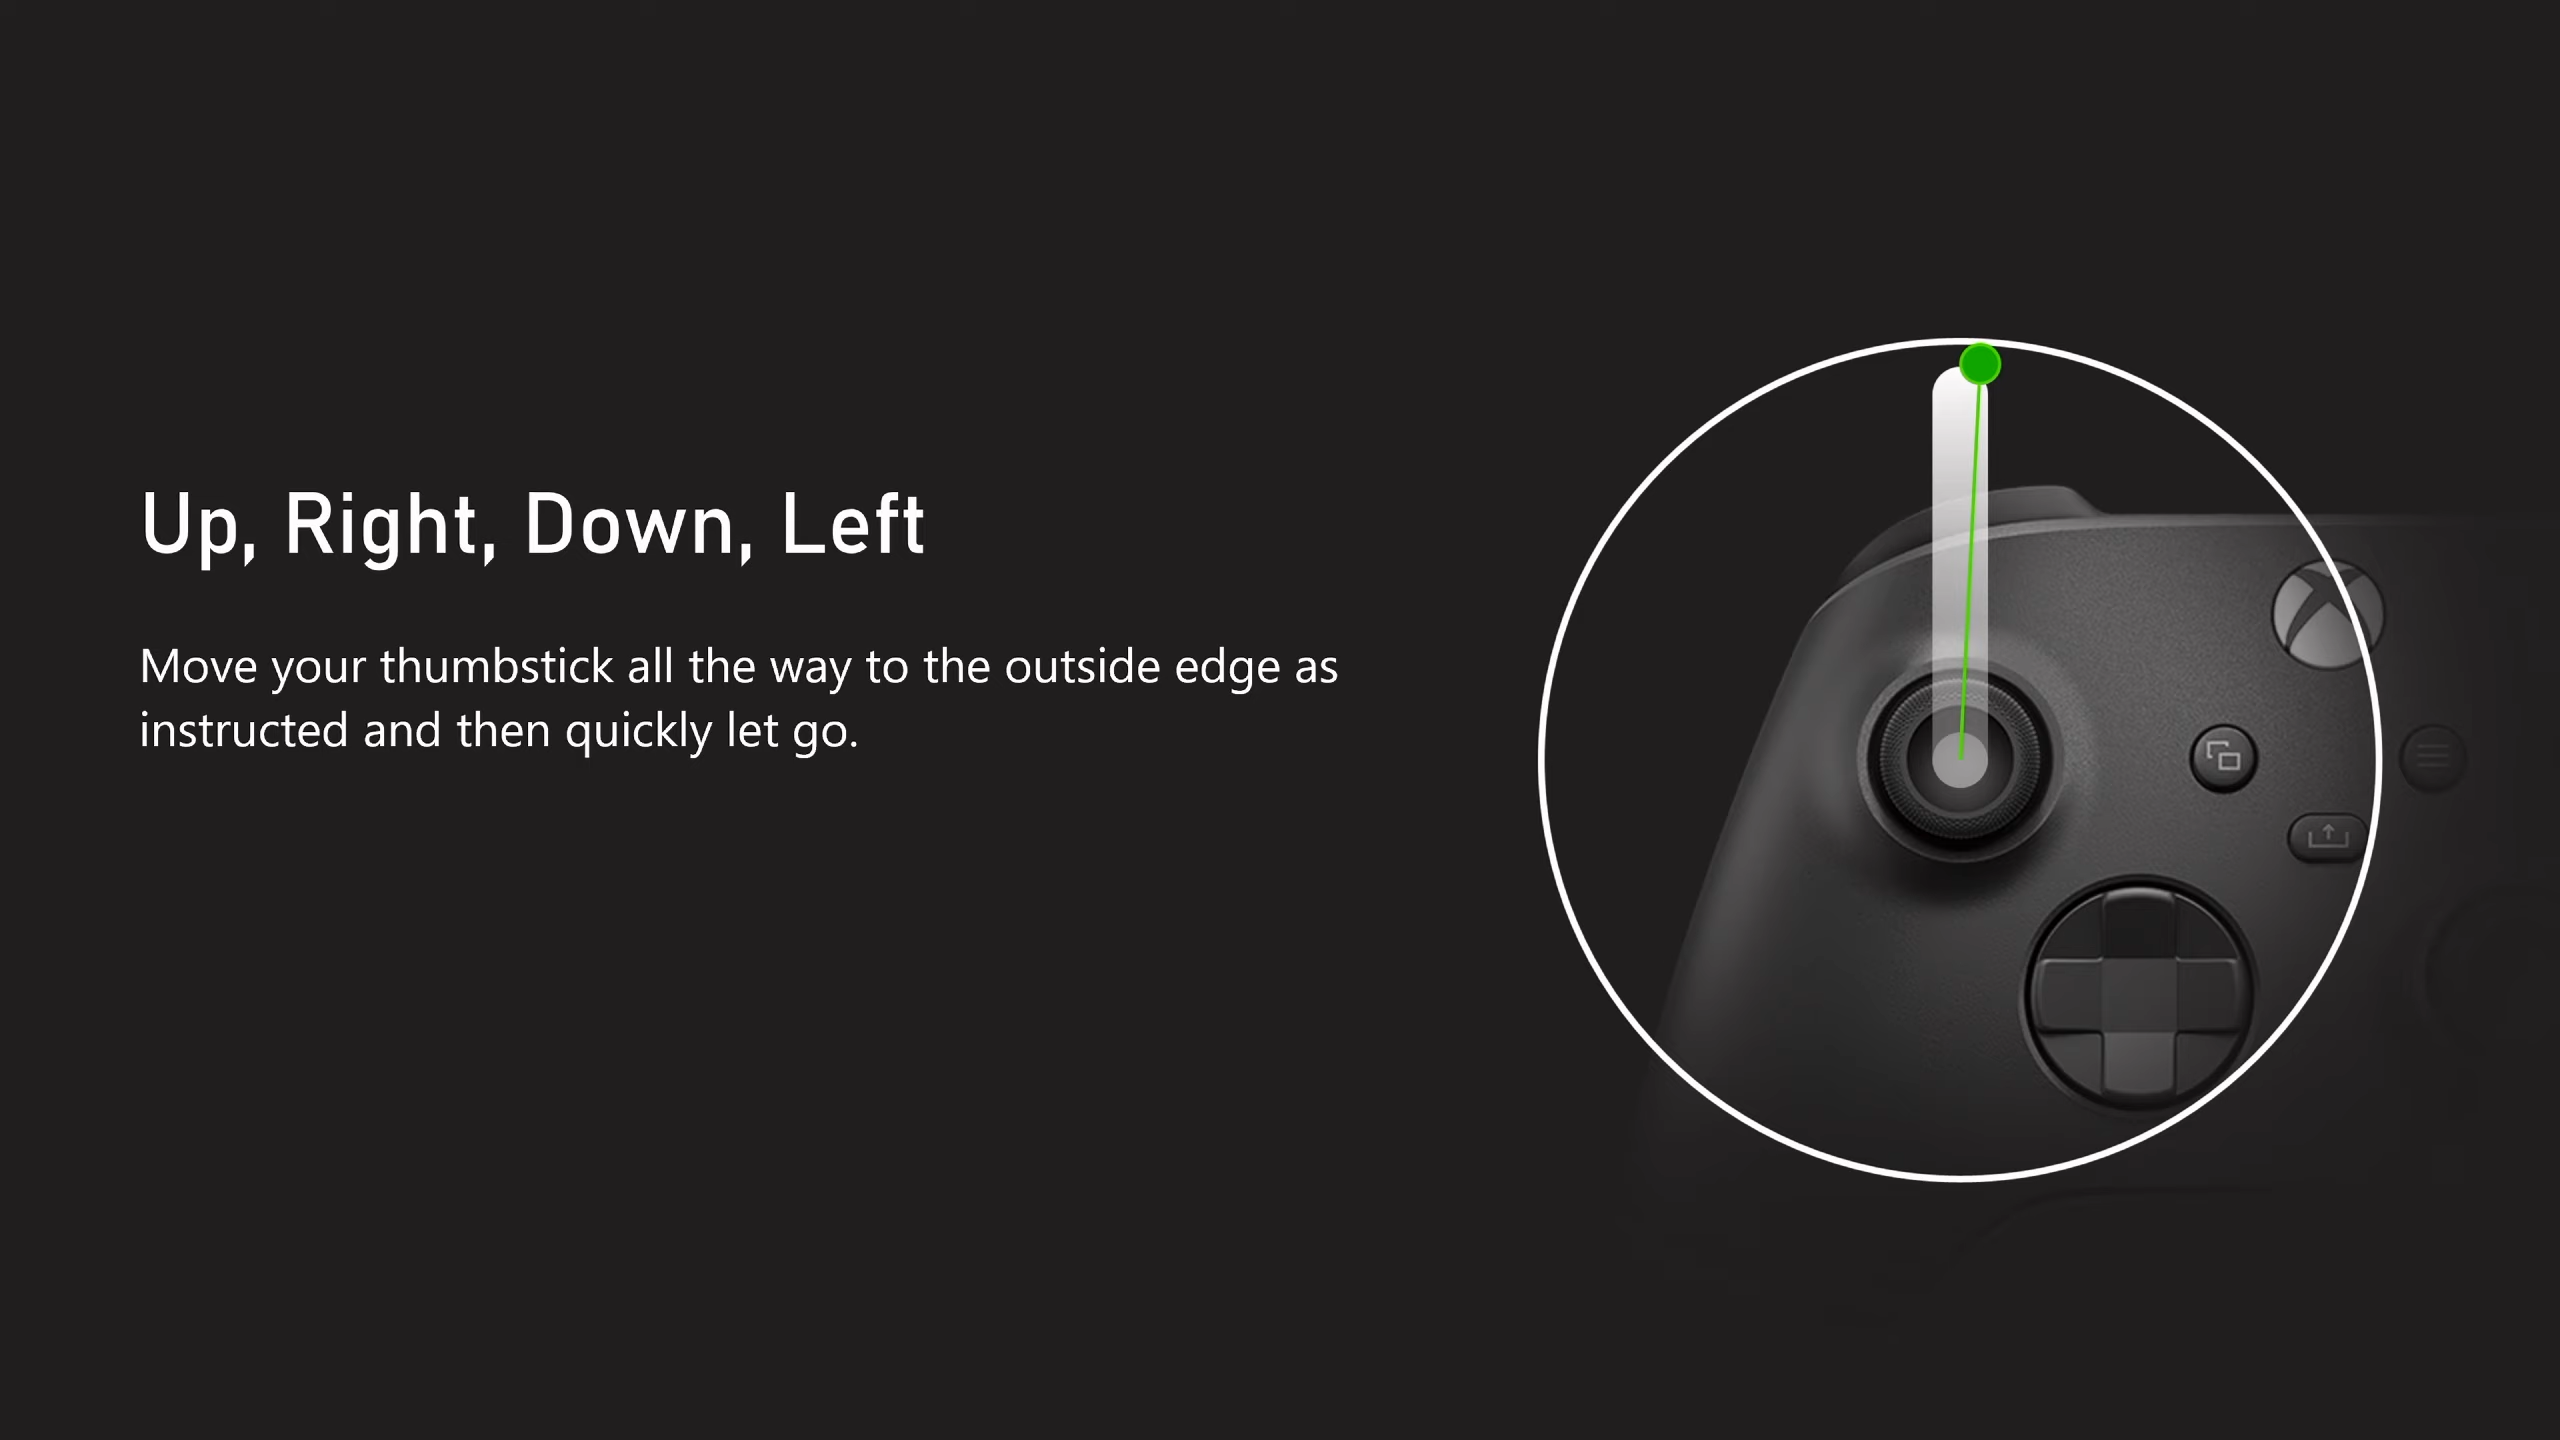 Up, Right, Down, Left
Move your thumbstick all the way to the outside edge as
instructed and then quickly let go.